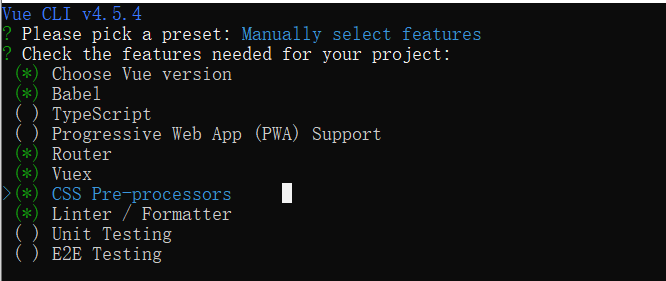 Vue CLI v4.5.4
? Please pick a preset: Manually select features
? Check the features needed for your project:
(*) Choose Vue version
(*) Babel
( ) TypeScript
( ) Progressive Web App (PWA) Support
(*) Router
(*) Vuex
>(*) CSS Pre-processors
(*) Linter / Formatter
( ) Unit Testing
( ) E2E Testing